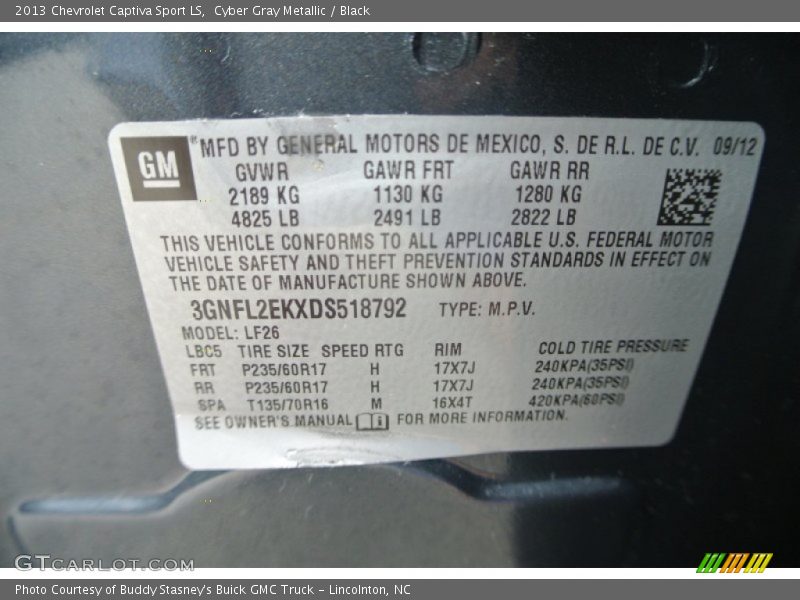 2013 Chevrolet Captiva Sport LS,  Cyber Gray Metallic / Black
GM
MFD BY GENERAL MOTORS DE MEXICO, S. DE R.L. DE C.V. 09/12
GVWR GAWR FRT GAWR RR
2189 KG 1130 KG 1280 KG
4825 LB 2491 LB 2822 LB
THIS VEHICLE CONFORMS TO ALL APPLICABLE U.S. FEDERAL MOTOR
VEHICLE SAFETY AND THEFT PREVENTION STANDARDS IN EFFECT ON
THE DATE OF MANUFACTURE SHOWN ABOVE.
3GNFL2EKXDS518792 TYPE: M.P.V.
MODEL: LF26
LBC5 TIRE SIZE SPEED RTG RIM COLD TIRE PRESSURE
FRT P235/60R17 H 17X7J 240KPA(35PSI)
RR P235/60R17 H 17X7J 240KPA(35PSI)
SPA T135/70R16 M 16X4T 420KPA(60PSI)
SEE OWNER'S MANUAL FOR MORE INFORMATION.
GTCARLOT.COM
Photo Courtesy of Buddy Stasney's Buick GMC Truck - Lincolnton, NC